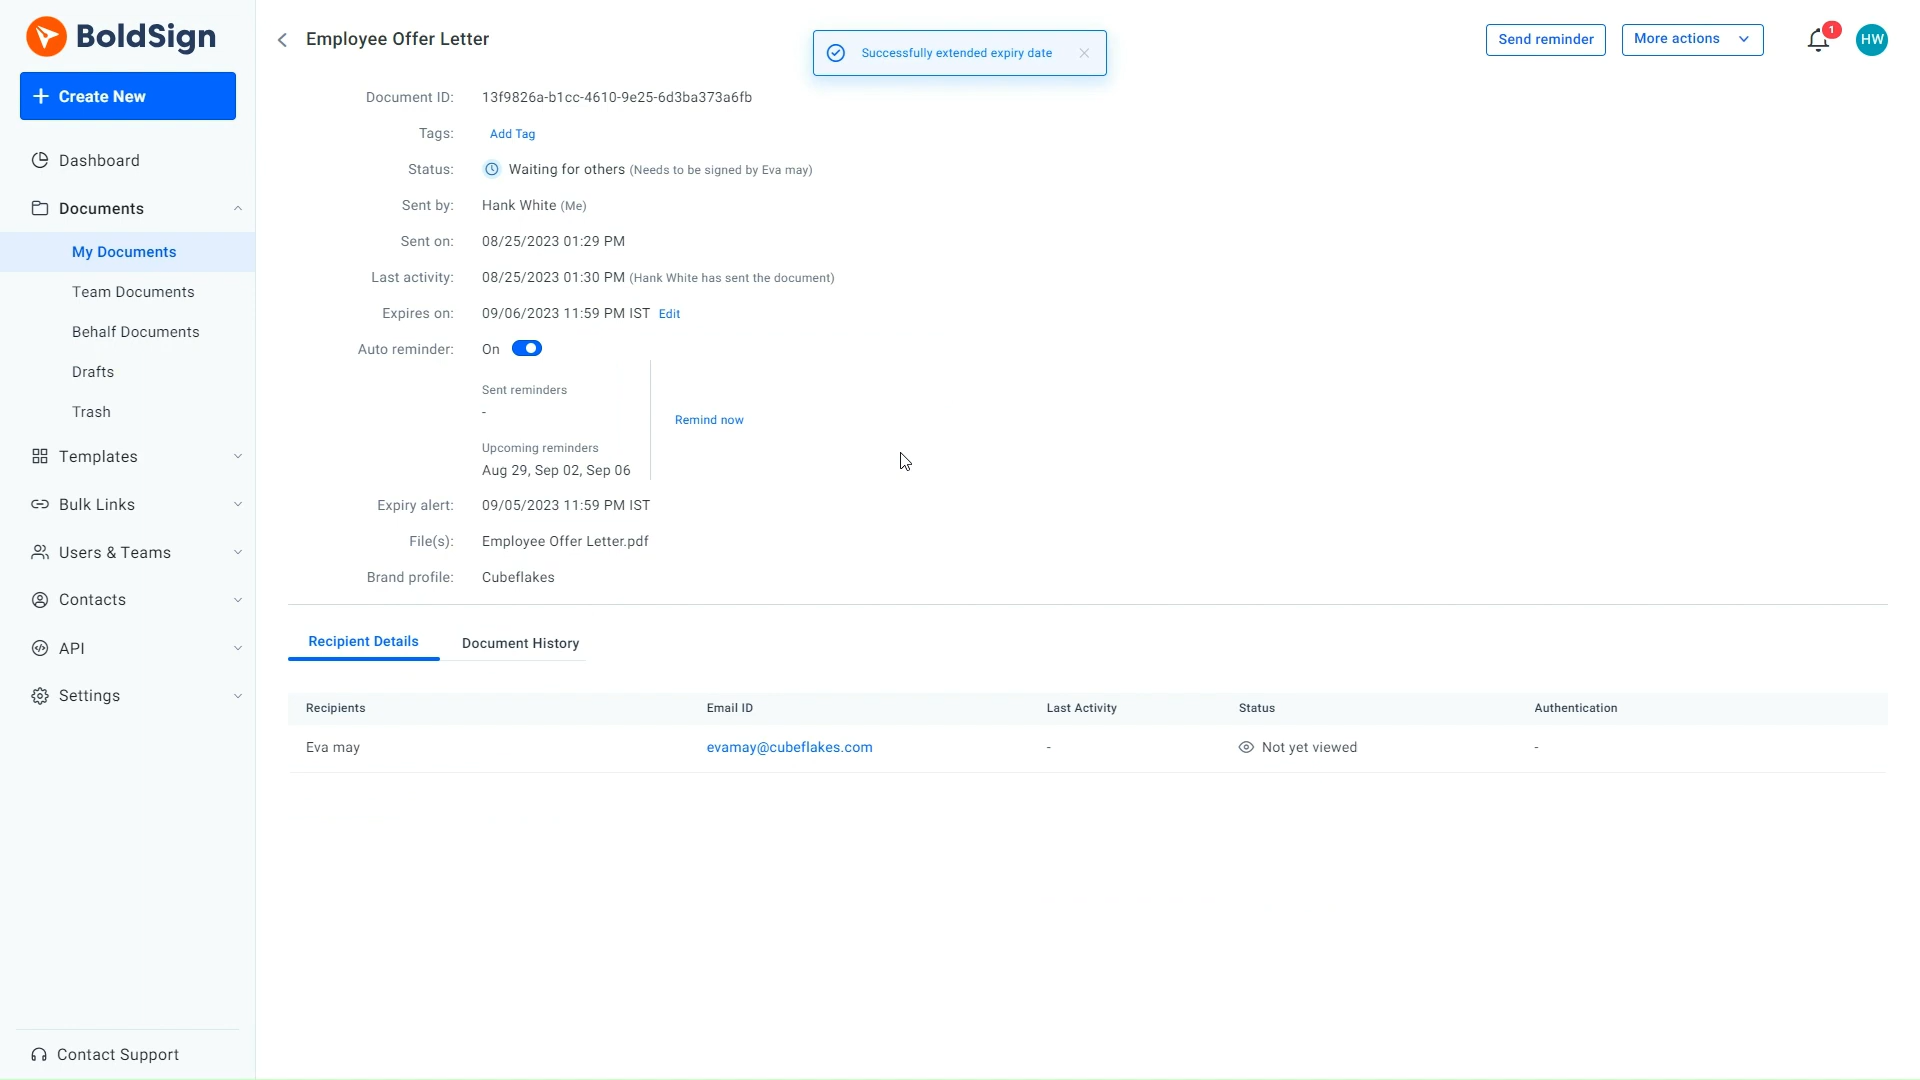 BoldSign
Employee Offer Letter
Successfully extended expiry date
Send reminder
More actions
1
HW
Create New
Dashboard
Documents
My Documents
Team Documents
Behalf Documents
Drafts
Trash
Templates
Bulk Links
Users & Teams
Contacts
API
Settings
Contact Support
Document ID: 13f9826a-b1cc-4610-9e25-6d3ba373a6fb
Tags: Add Tag
Status: Waiting for others (Needs to be signed by Eva may)
Sent by: Hank White (Me)
Sent on: 08/25/2023 01:29 PM
Last activity: 08/25/2023 01:30 PM (Hank White has sent the document)
Expires on: 09/06/2023 11:59 PM IST Edit
Auto reminder: On
Sent reminders
-
Remind now
Upcoming reminders
Aug 29, Sep 02, Sep 06
Expiry alert: 09/05/2023 11:59 PM IST
File(s): Employee Offer Letter.pdf
Brand profile: Cubeflakes
Recipient Details Document History
Recipients Email ID Last Activity Status Authentication
Eva may evamay@cubeflakes.com - Not yet viewed -